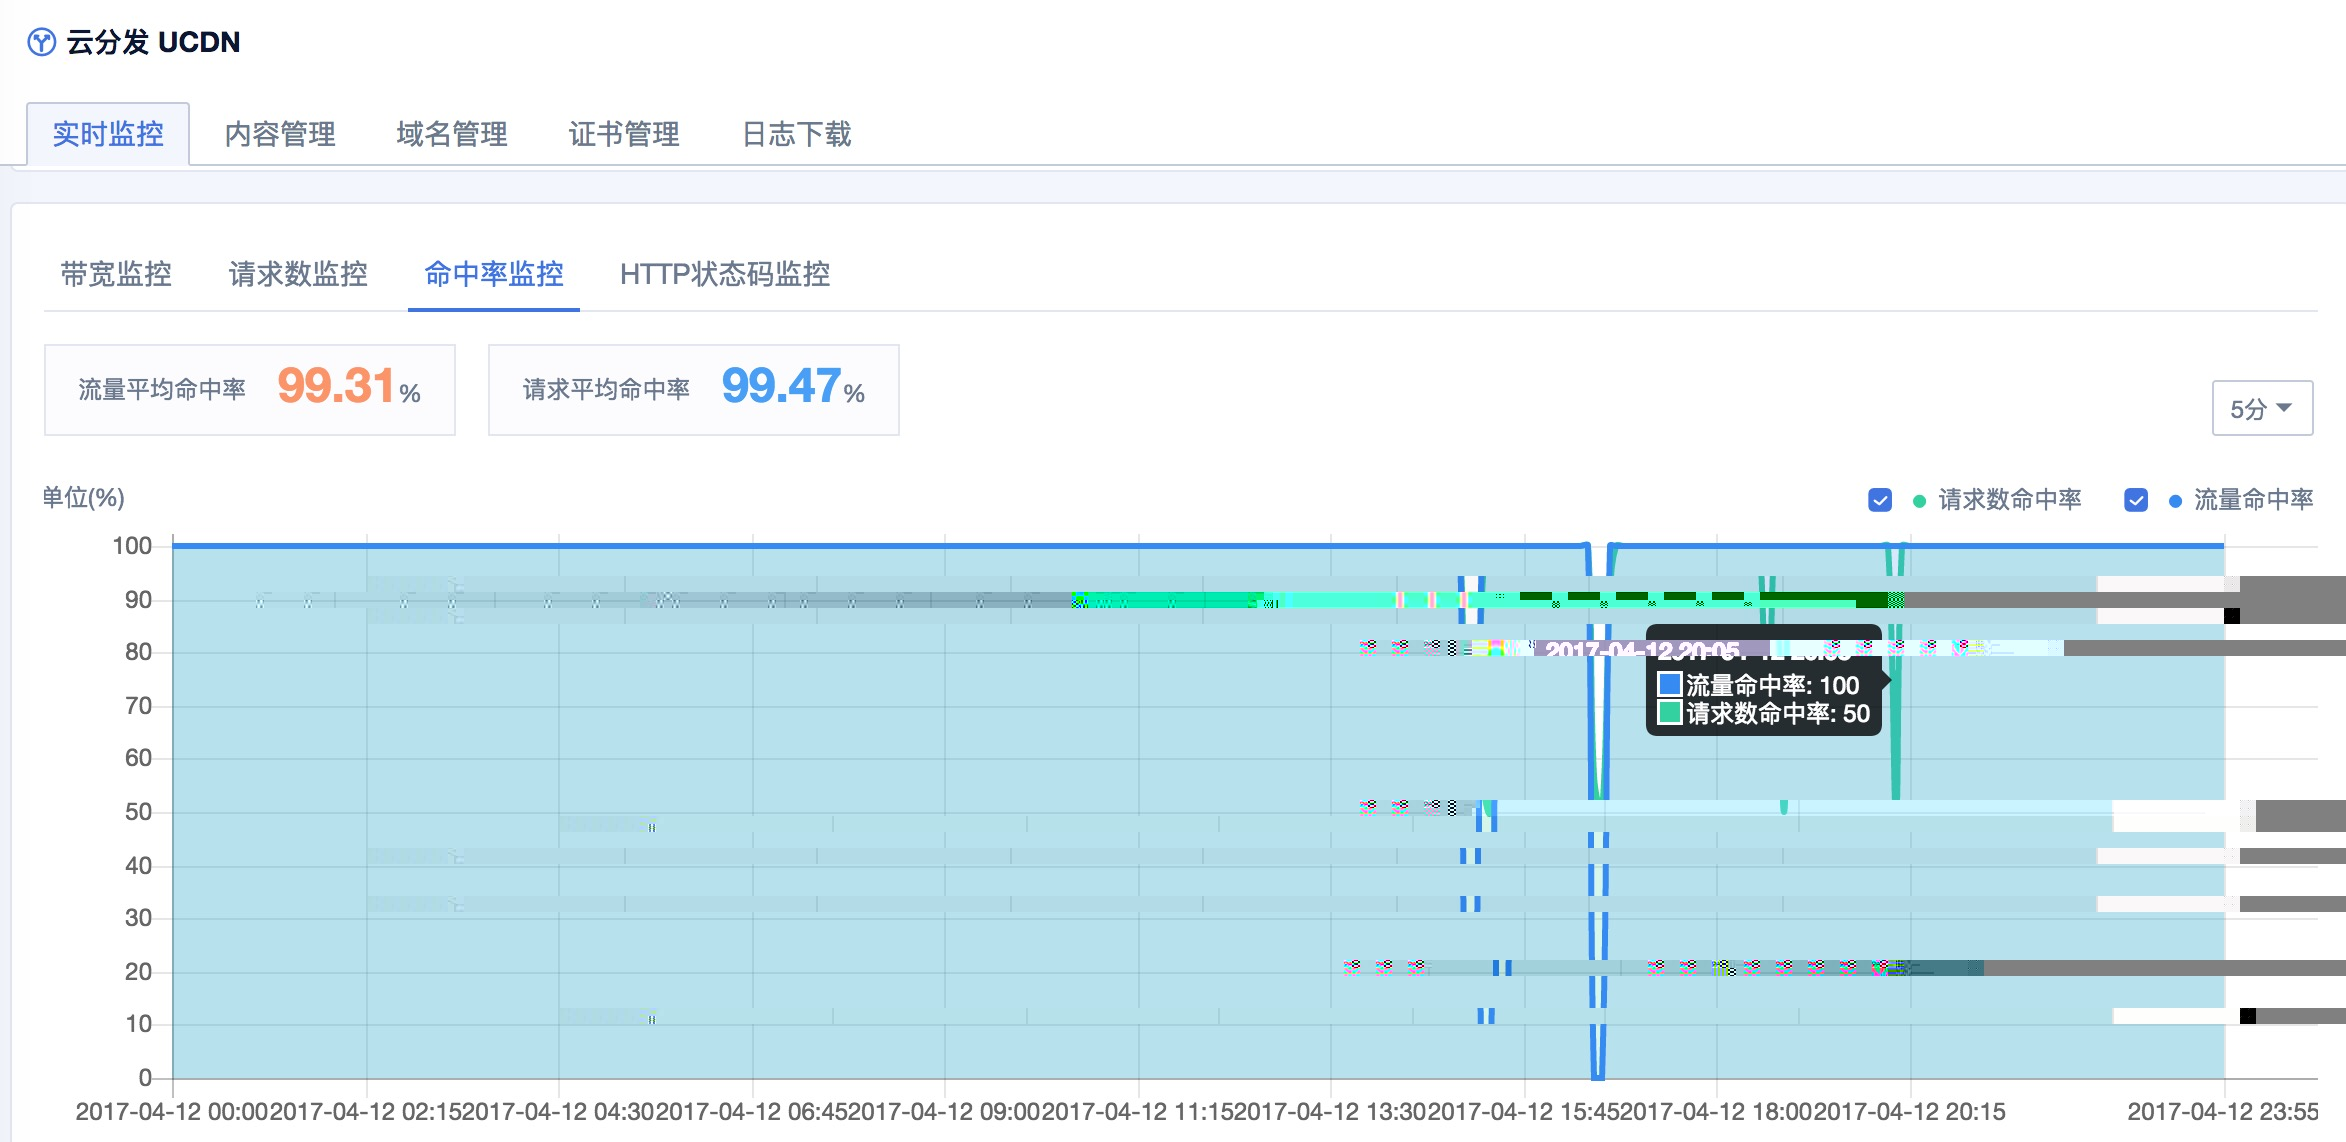 云分发 UCDN
实时监控 内容管理 域名管理 证书管理 日志下载
带宽监控 请求数监控 命中率监控 HTTP状态码监控
流量平均命中率 99.31% 请求平均命中率 99.47%
5分
单位(%)
请求数命中率 流量命中率
100
90
80
70
60
50
40
30
20
10
0
2017-04-12 20:05
流量命中率: 100
请求数命中率: 50
2017-04-12 00:00 2017-04-12 02:15 2017-04-12 04:30 2017-04-12 06:45 2017-04-12 09:00 2017-04-12 11:15 2017-04-12 13:30 2017-04-12 15:45 2017-04-12 18:00 2017-04-12 20:15 2017-04-12 23:55